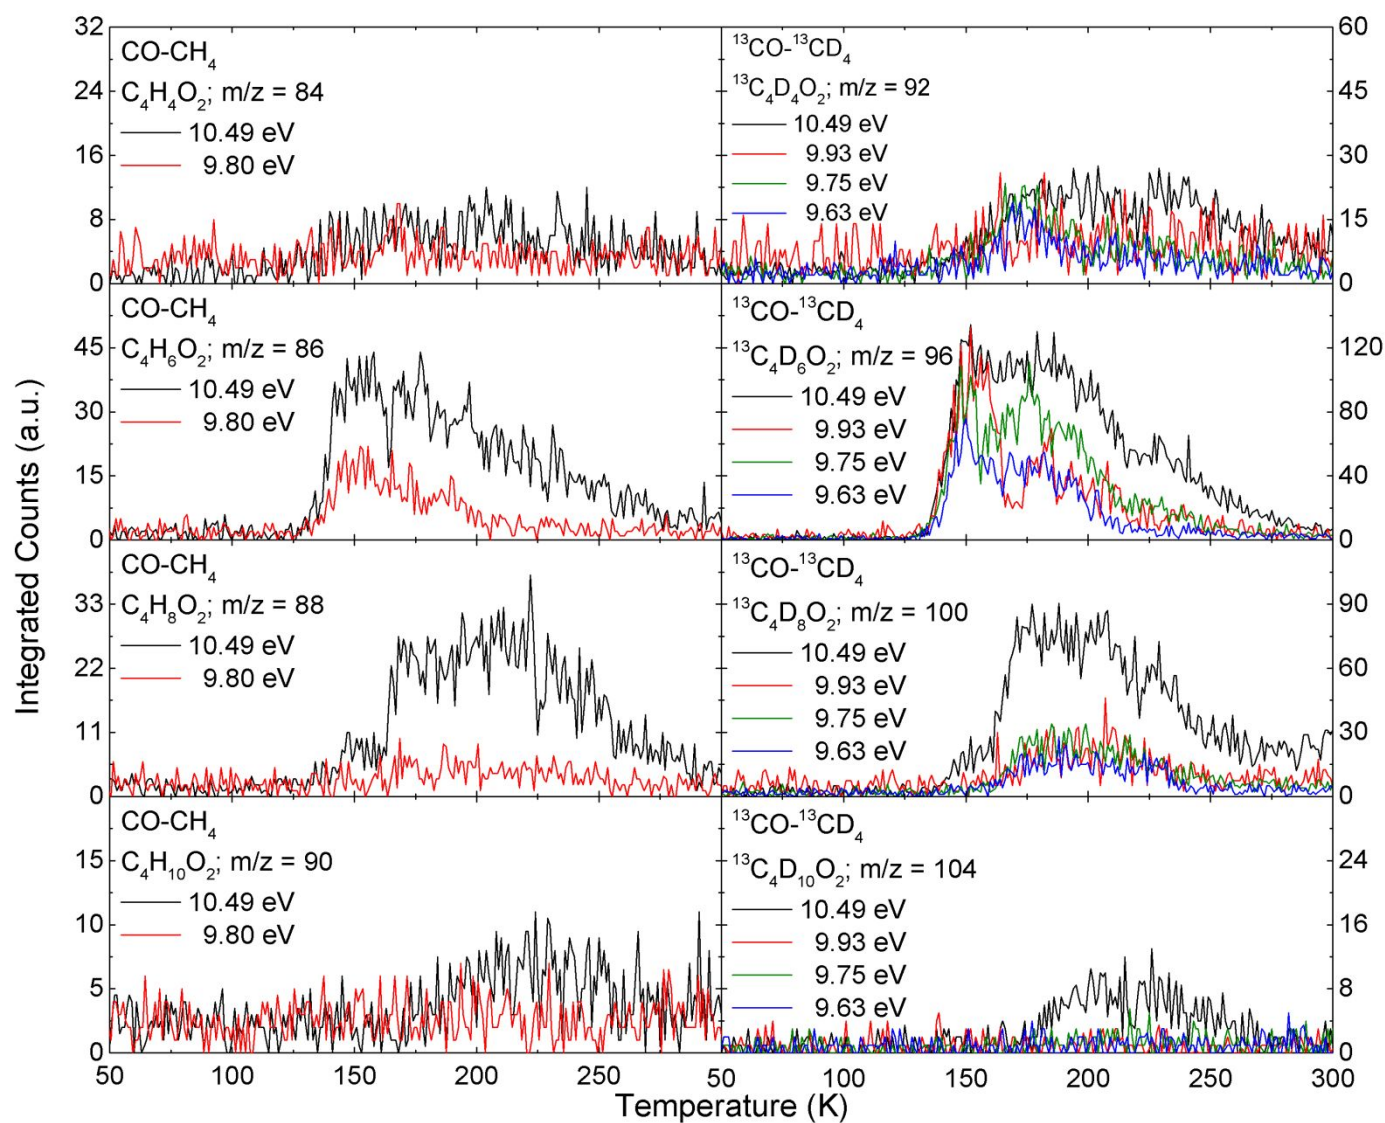 Integrated Counts (a.u.)
32
24
16
8
0
CO-CH₄
C₄H₄O₂; m/z = 84
10.49 eV
9.80 eV
¹³CO-¹³CD₄
¹³C₄D₄O₂; m/z = 92
10.49 eV
9.93 eV
9.75 eV
9.63 eV
60
45
30
15
0
45
30
15
0
CO-CH₄
C₄H₆O₂; m/z = 86
10.49 eV
9.80 eV
¹³CO-¹³CD₄
¹³C₄D₆O₂; m/z = 96
10.49 eV
9.93 eV
9.75 eV
9.63 eV
120
80
40
0
33
22
11
0
CO-CH₄
C₄H₈O₂; m/z = 88
10.49 eV
9.80 eV
¹³CO-¹³CD₄
¹³C₄D₈O₂; m/z = 100
10.49 eV
9.93 eV
9.75 eV
9.63 eV
90
60
30
0
15
10
5
0
CO-CH₄
C₄H₁₀O₂; m/z = 90
10.49 eV
9.80 eV
¹³CO-¹³CD₄
¹³C₄D₁₀O₂; m/z = 104
10.49 eV
9.93 eV
9.75 eV
9.63 eV
24
16
8
0
50 100 150 200 250 50 100 150 200 250 300
Temperature (K)